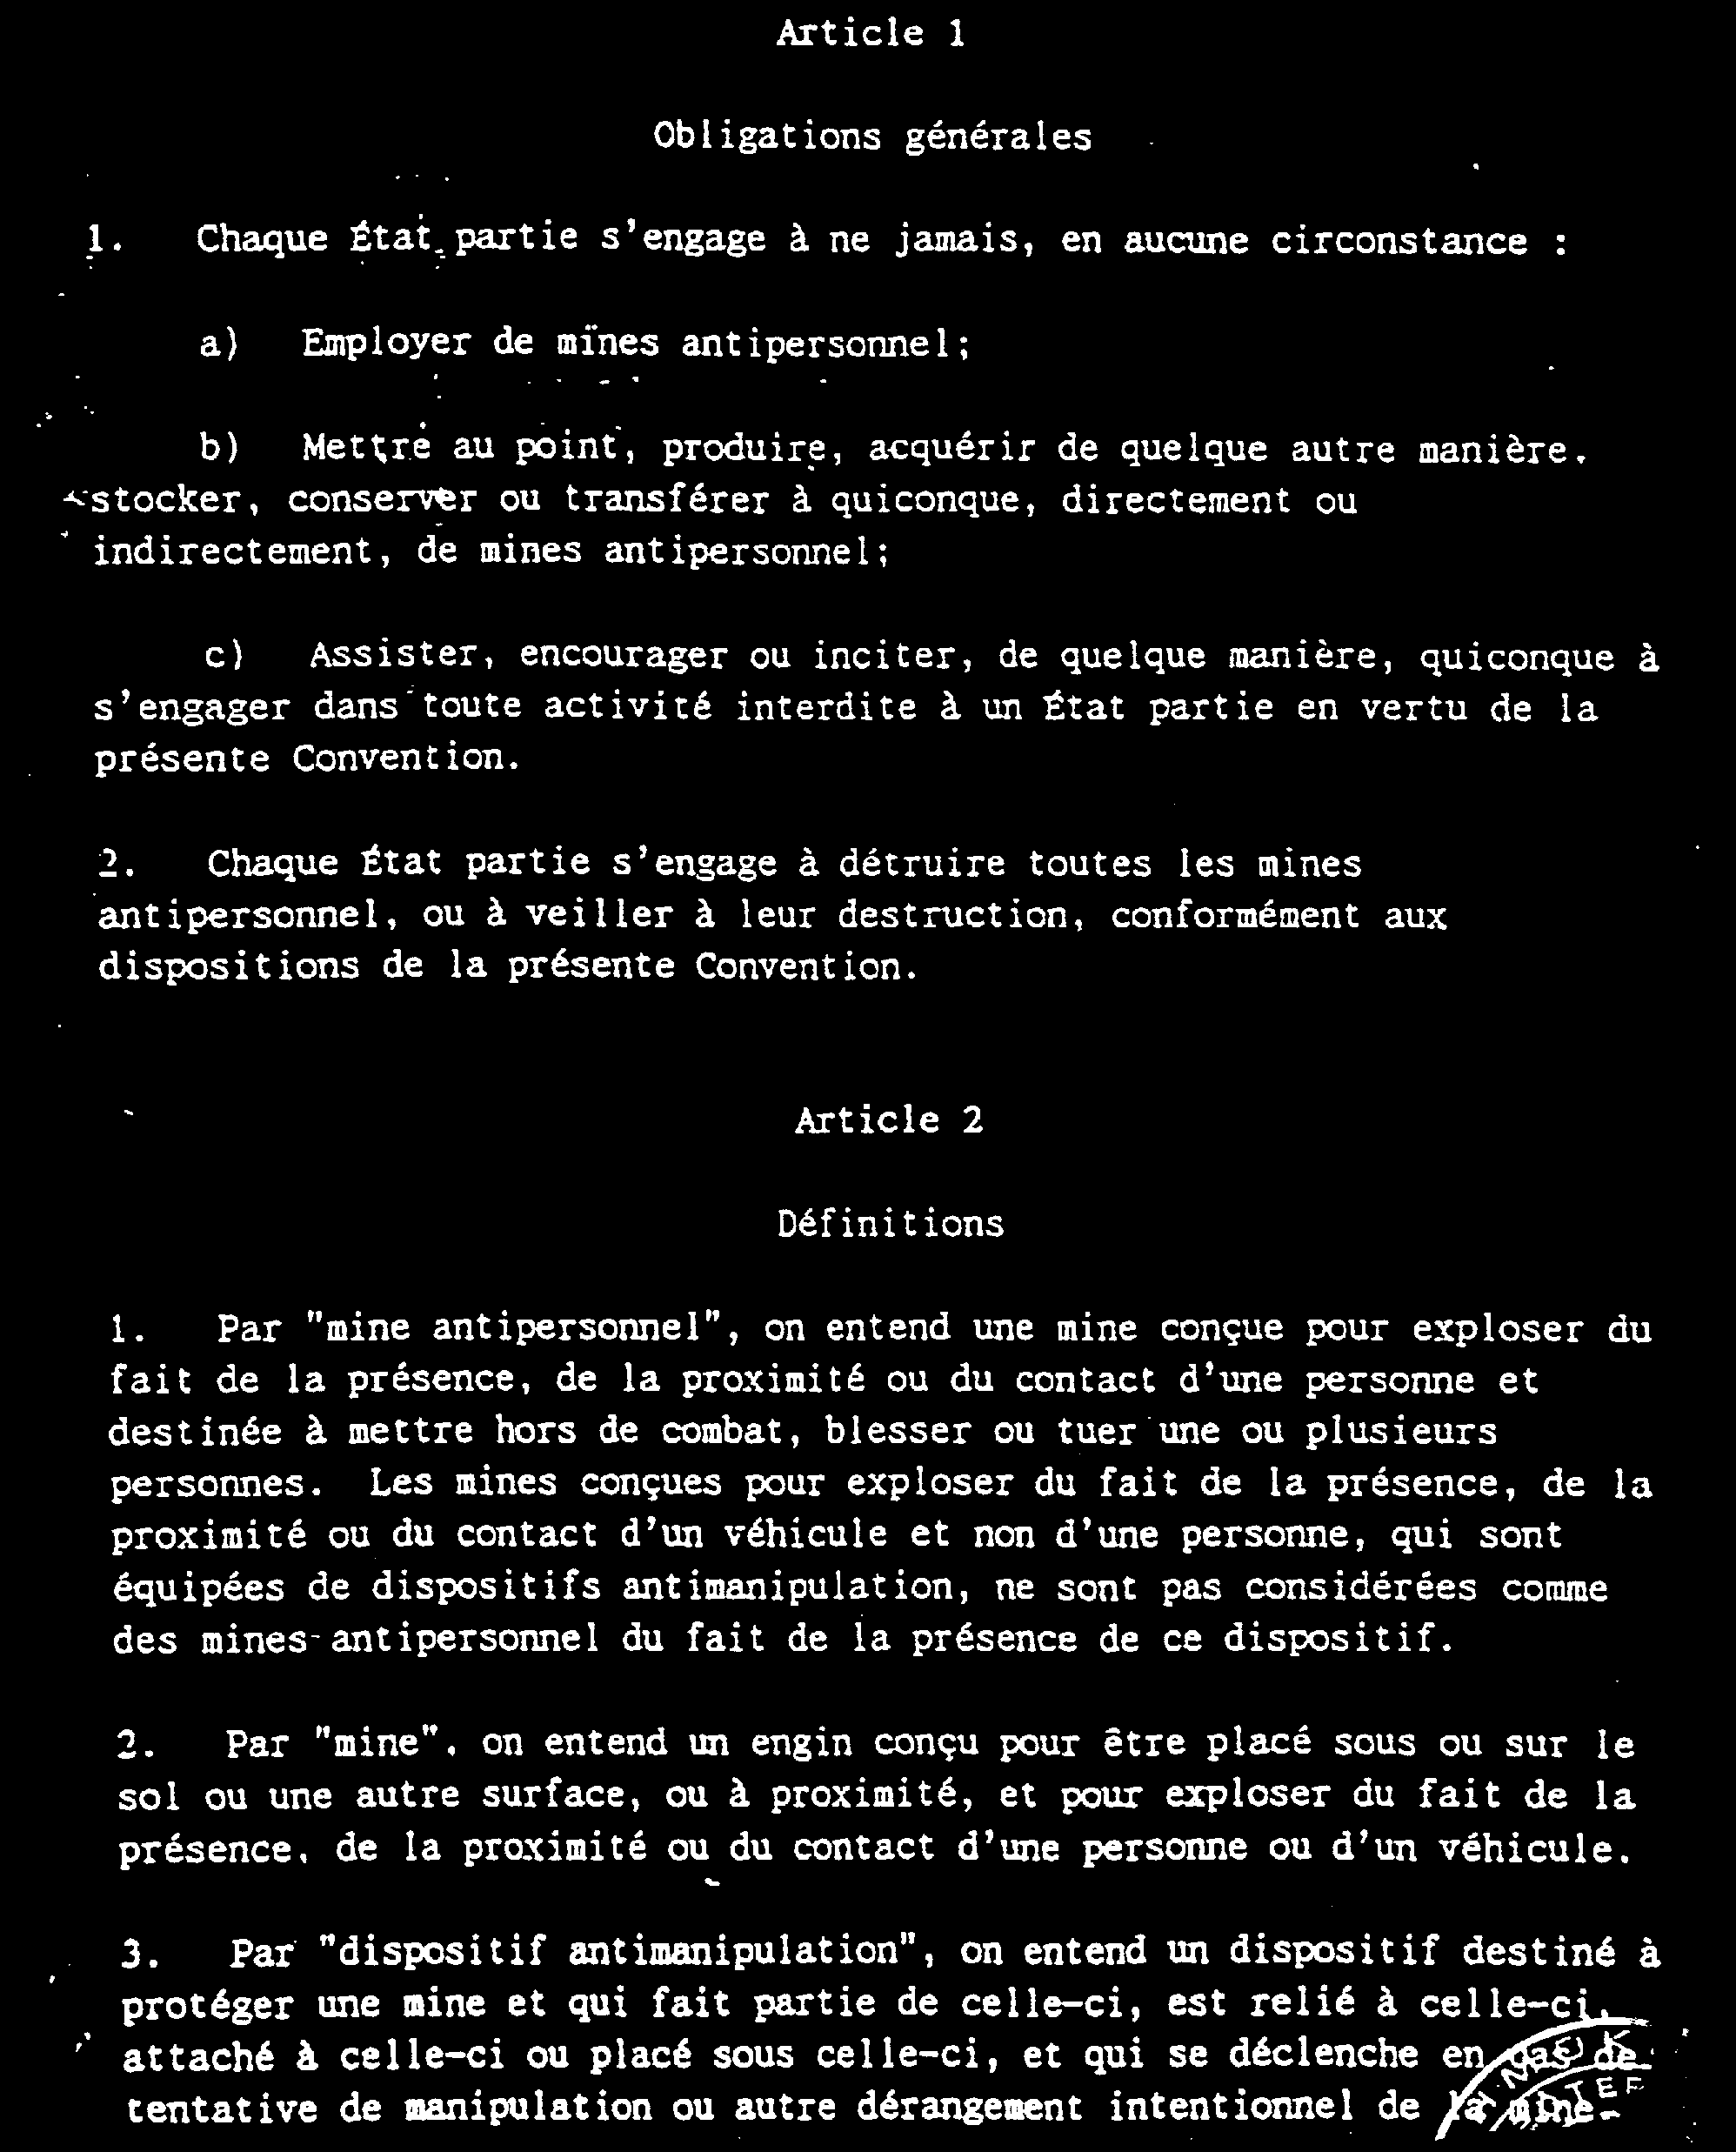 Article 1
Obligations générales
1. Chaque État partie s'engage à ne jamais, en aucune circonstance :
a) Employer de mines antipersonnel;
b) Mettre au point, produire, acquérir de quelque autre manière,
stocker, conserver ou transférer à quiconque, directement ou
indirectement, de mines antipersonnel;
c) Assister, encourager ou inciter, de quelque manière, quiconque à
s'engager dans toute activité interdite à un État partie en vertu de la
présente Convention.
2. Chaque État partie s'engage à détruire toutes les mines
antipersonnel, ou à veiller à leur destruction, conformément aux
dispositions de la présente Convention.
Article 2
Définitions
1. Par "mine antipersonnel", on entend une mine conçue pour exploser du
fait de la présence, de la proximité ou du contact d'une personne et
destinée à mettre hors de combat, blesser ou tuer une ou plusieurs
personnes. Les mines conçues pour exploser du fait de la présence, de la
proximité ou du contact d'un véhicule et non d'une personne, qui sont
équipées de dispositifs antimanipulation, ne sont pas considérées comme
des mines antipersonnel du fait de la présence de ce dispositif.
2. Par "mine", on entend un engin conçu pour être placé sous ou sur le
sol ou une autre surface, ou à proximité, et pour exploser du fait de la
présence, de la proximité ou du contact d'une personne ou d'un véhicule.
3. Par "dispositif antimanipulation", on entend un dispositif destiné à
protéger une mine et qui fait partie de celle-ci, est relié à celle-ci,
attaché à celle-ci ou placé sous celle-ci, et qui se déclenche en cas de
tentative de manipulation ou autre dérangement intentionnel de la mine.